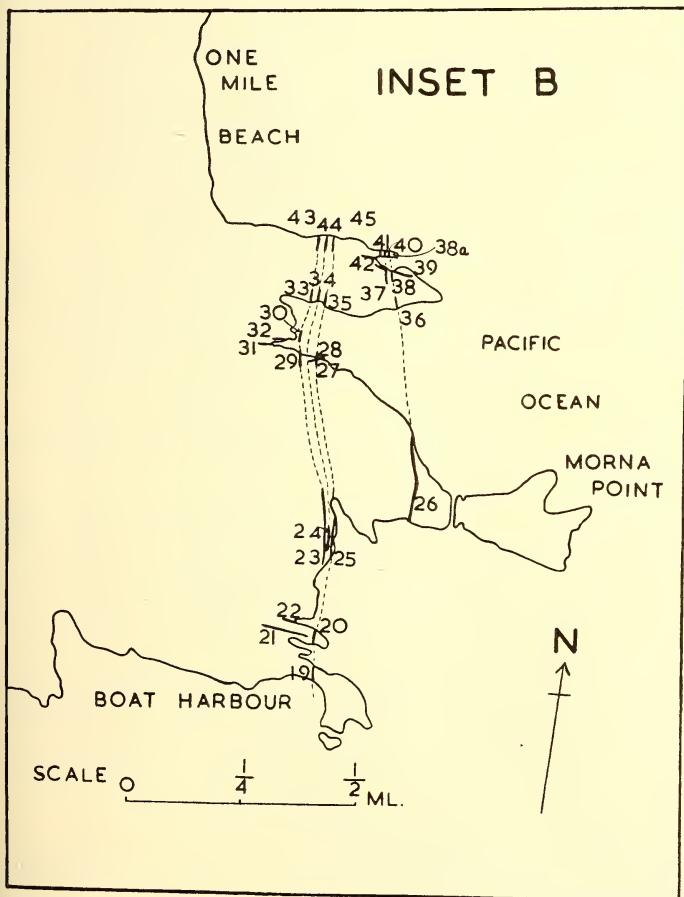 ONE
MILE
BEACH
INSET B
43
44
45
41
40
38a
42
39
33
34
35
37
38
36
30
32
31
29
28
27
PACIFIC
OCEAN
MORNA
POINT
26
24
23
25
22
21
20
19
BOAT HARBOUR
N
SCALE
0
1/4
1/2
ML.